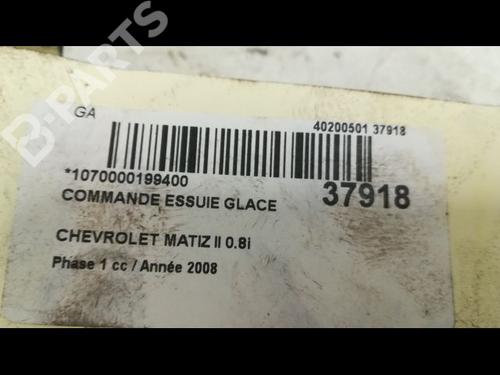 B-PARTS
GA
40200501 37918
*1070000199400
37918
COMMANDE ESSUIE GLACE
CHEVROLET MATIZ II 0.8i
Phase 1 cc / Année 2008